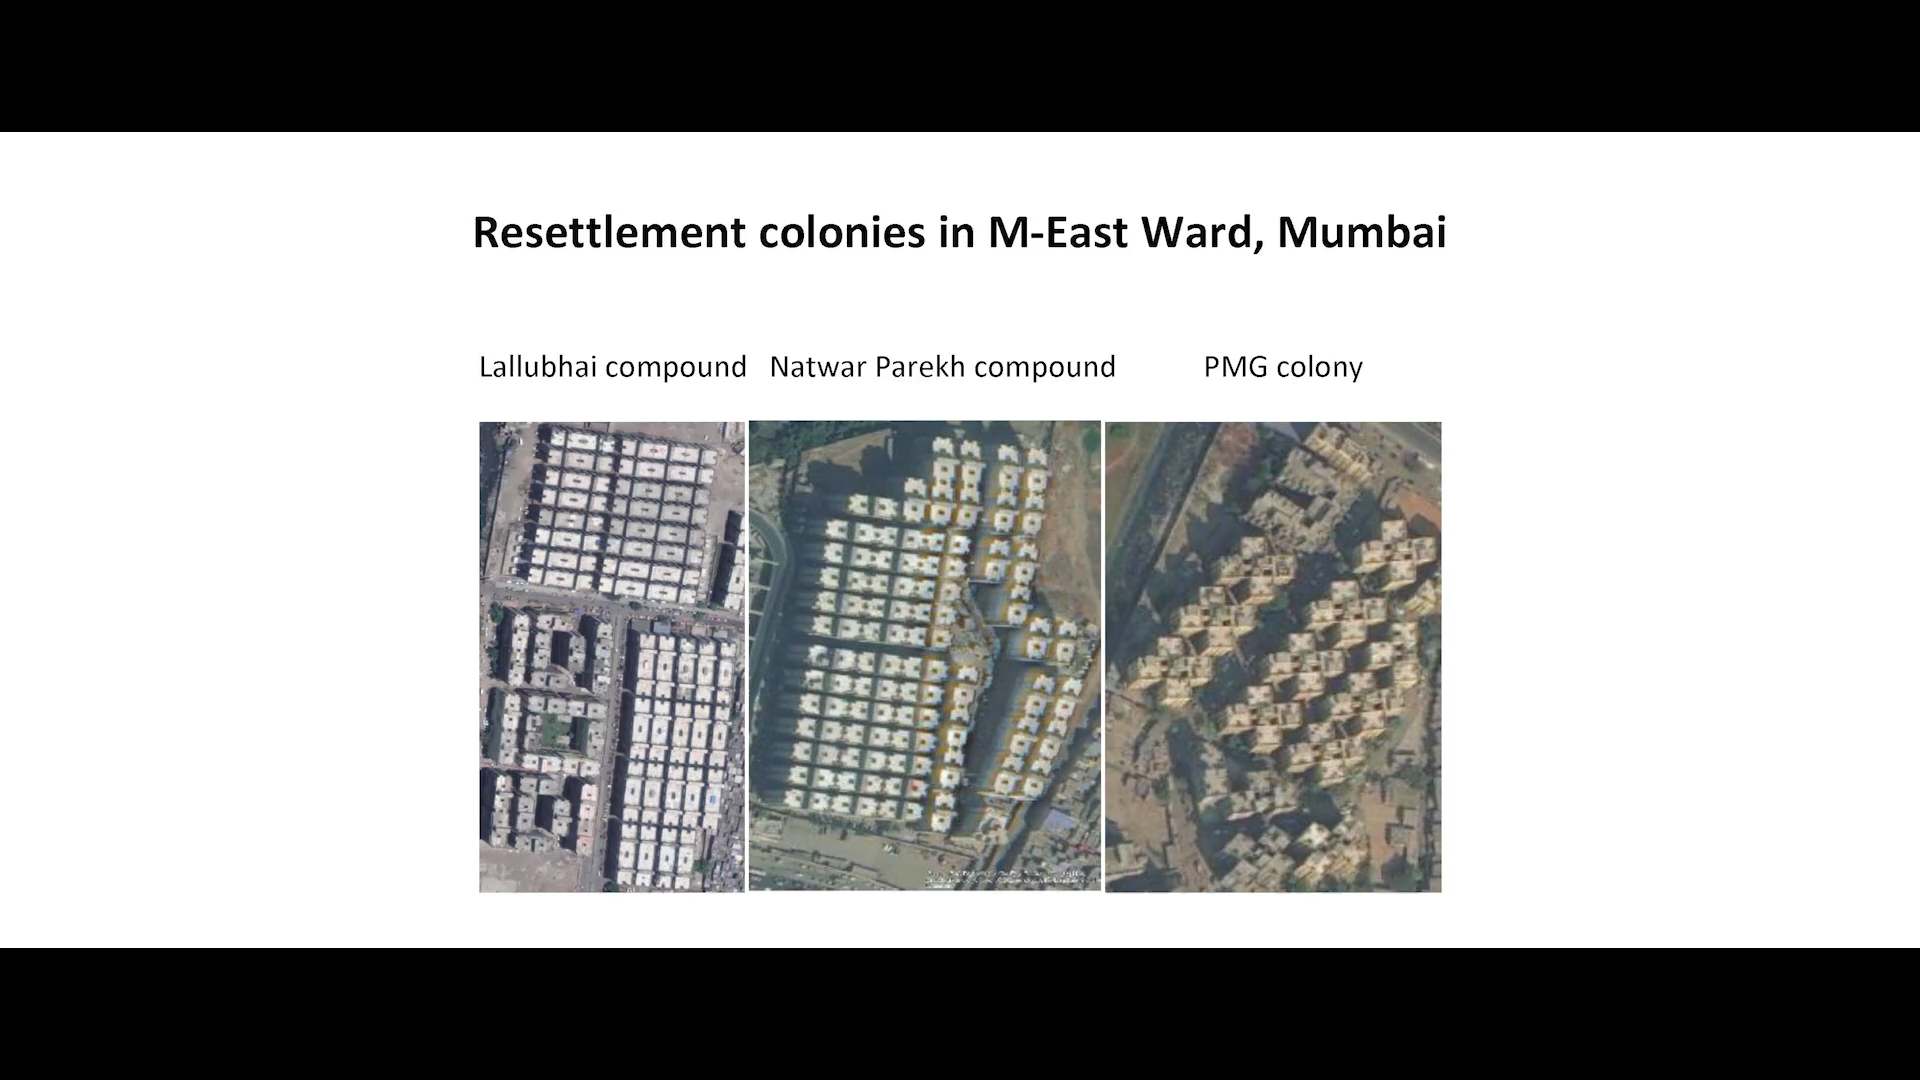 Resettlement colonies in M-East Ward, Mumbai
Lallubhai compound
Natwar Parekh compound
PMG colony